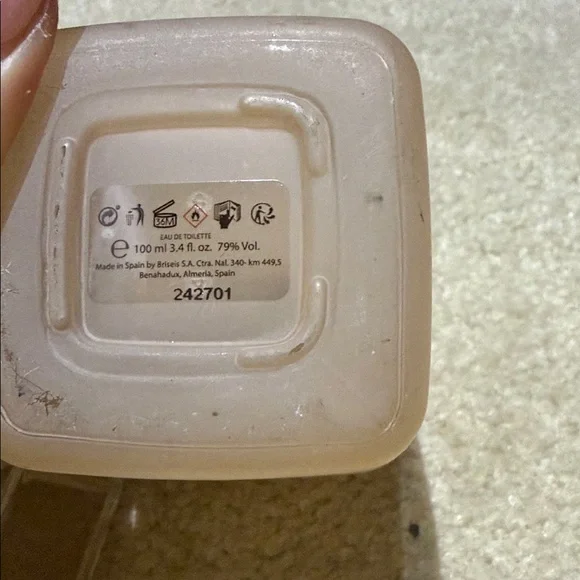 36M
EAU DE TOILETTE
e 100 ml 3.4 fl. oz. 79% Vol.
Made in Spain by Briseis S.A. Ctra. Nal. 340- km 449,5
Benahadux, Almeria, Spain
242701